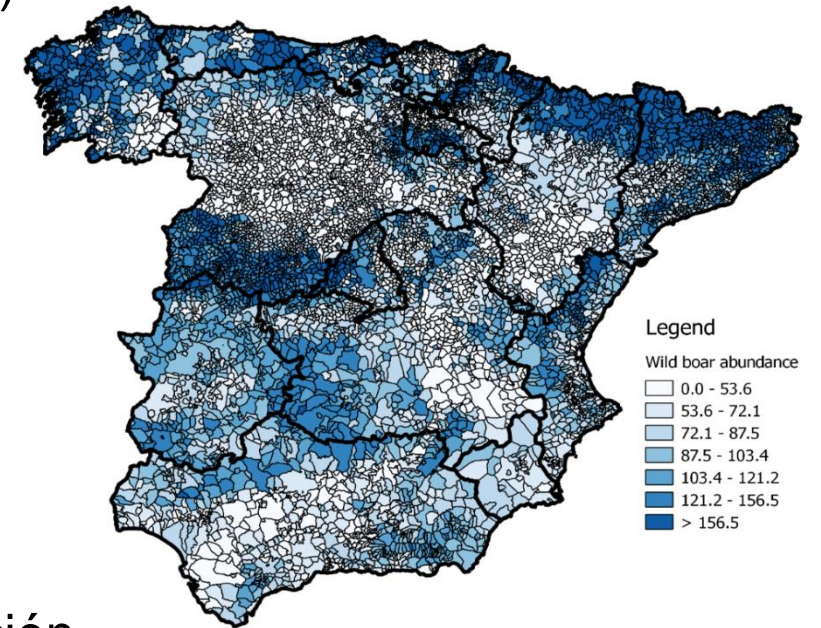 )
Legend
Wild boar abundance
0.0 - 53.6
53.6 - 72.1
72.1 - 87.5
87.5 - 103.4
103.4 - 121.2
121.2 - 156.5
> 156.5